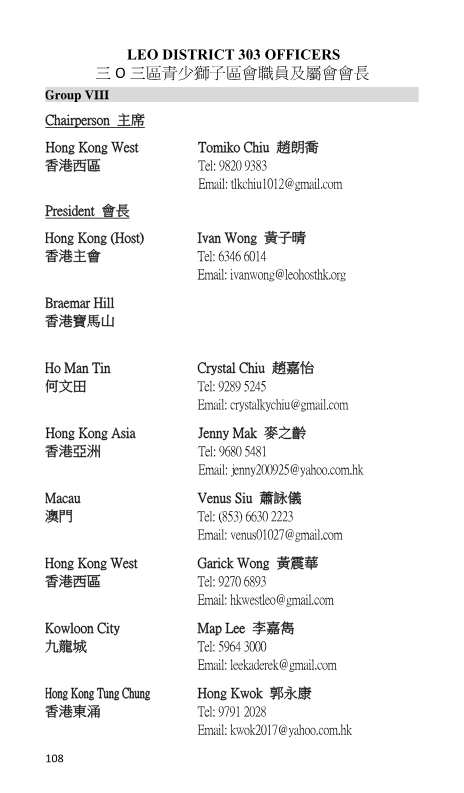 LEO DISTRICT 303 OFFICERS
三O三區青少獅子區會職員及屬會會長
Group VIII
Chairperson 主席
Hong Kong West Tomiko Chiu 趙朗喬
香港西區 Tel: 9820 9383
Email: tlkchiu1012@gmail.com
President 會長
Hong Kong (Host) Ivan Wong 黃子晴
香港主會 Tel: 6346 6014
Email: ivanwong@leohosthk.org
Braemar Hill
香港寶馬山
Ho Man Tin Crystal Chiu 趙嘉怡
何文田 Tel: 9289 5245
Email: crystalkychiu@gmail.com
Hong Kong Asia Jenny Mak 麥之齡
香港亞洲 Tel: 9680 5481
Email: jenny200925@yahoo.com.hk
Macau Venus Siu 蕭詠儀
澳門 Tel: (853) 6630 2223
Email: venus01027@gmail.com
Hong Kong West Garick Wong 黃震華
香港西區 Tel: 9270 6893
Email: hkwestleo@gmail.com
Kowloon City Map Lee 李嘉雋
九龍城 Tel: 5964 3000
Email: leekaderek@gmail.com
Hong Kong Tung Chung Hong Kwok 郭永康
香港東涌 Tel: 9791 2028
Email: kwok2017@yahoo.com.hk
108